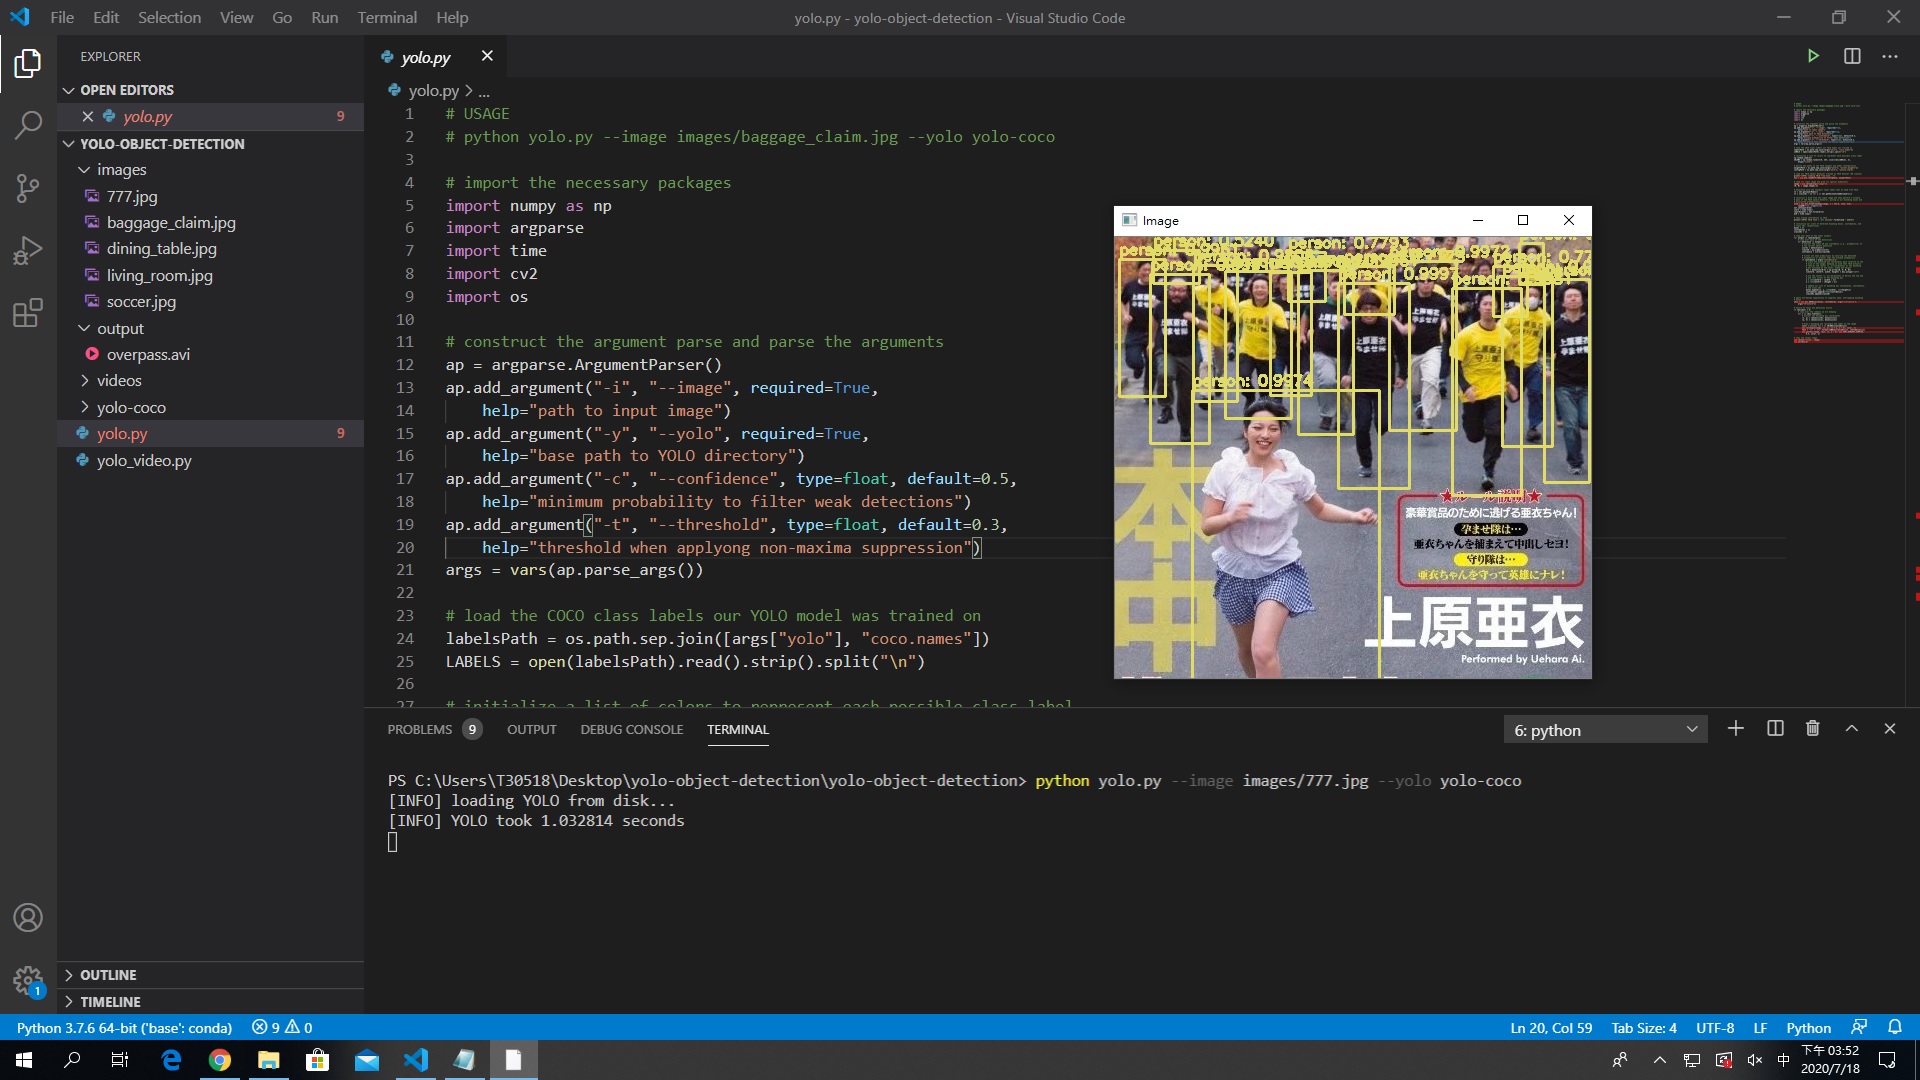 File Edit Selection View Go Run Terminal Help
yolo.py - yolo-object-detection - Visual Studio Code
EXPLORER
OPEN EDITORS
yolo.py 9
YOLO-OBJECT-DETECTION
images
777.jpg
baggage_claim.jpg
dining_table.jpg
living_room.jpg
soccer.jpg
output
overpass.avi
videos
yolo-coco
yolo.py 9
yolo_video.py
OUTLINE
TIMELINE
yolo.py
yolo.py > ...
1 # USAGE
2 # python yolo.py --image images/baggage_claim.jpg --yolo yolo-coco
3
4 # import the necessary packages
5 import numpy as np
6 import argparse
7 import time
8 import cv2
9 import os
10
11 # construct the argument parse and parse the arguments
12 ap = argparse.ArgumentParser()
13 ap.add_argument("-i", "--image", required=True,
14 help="path to input image")
15 ap.add_argument("-y", "--yolo", required=True,
16 help="base path to YOLO directory")
17 ap.add_argument("-c", "--confidence", type=float, default=0.5,
18 help="minimum probability to filter weak detections")
19 ap.add_argument("-t", "--threshold", type=float, default=0.3,
20 help="threshold when applyong non-maxima suppression")
21 args = vars(ap.parse_args())
22
23 # load the COCO class labels our YOLO model was trained on
24 labelsPath = os.path.sep.join([args["yolo"], "coco.names"])
25 LABELS = open(labelsPath).read().strip().split("\n")
26
27 # initialize a list of colors to represent each possible class label
Image
person: 0.7793
person: 0.9997
person: 0.9974
本中
★ルール説明★
豪華賞品のために逃げる亜衣ちゃん!
孕ませ隊は…
亜衣ちゃんを捕まえて中出しセヨ!
守り隊は…
亜衣ちゃんを守って英雄にナレ!
上原亜衣
Performed by Uehara Ai.
PROBLEMS 9 OUTPUT DEBUG CONSOLE TERMINAL
6: python
PS C:\Users\T30518\Desktop\yolo-object-detection\yolo-object-detection> python yolo.py --image images/777.jpg --yolo yolo-coco
[INFO] loading YOLO from disk...
[INFO] YOLO took 1.032814 seconds
1
Python 3.7.6 64-bit ('base': conda) 9 0
Ln 20, Col 59 Tab Size: 4 UTF-8 LF Python
中
下午 03:52
2020/7/18